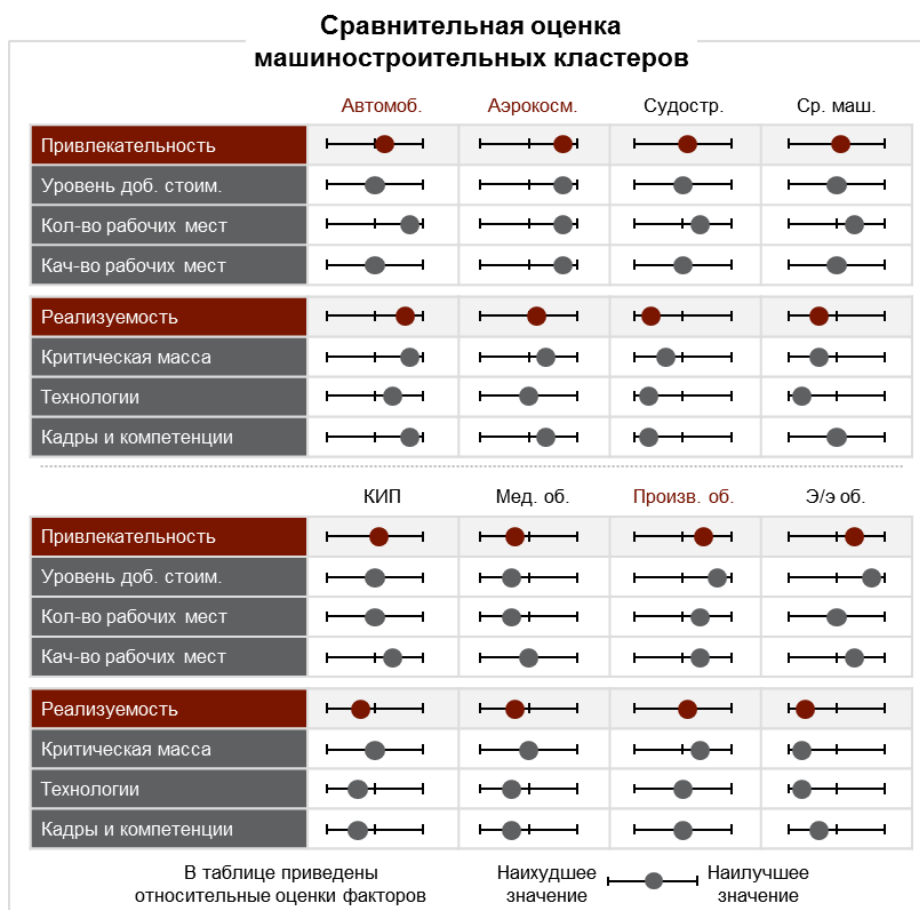 Сравнительная оценка
машиностроительных кластеров
Автомоб. Аэрокосм. Судостр. Ср. маш.
Привлекательность
Уровень доб. стоим.
Кол-во рабочих мест
Кач-во рабочих мест
Реализуемость
Критическая масса
Технологии
Кадры и компетенции
КИП Мед. об. Произв. об. Э/э об.
Привлекательность
Уровень доб. стоим.
Кол-во рабочих мест
Кач-во рабочих мест
Реализуемость
Критическая масса
Технологии
Кадры и компетенции
В таблице приведены
относительные оценки факторов
Наихудшее
значение
Наилучшее
значение